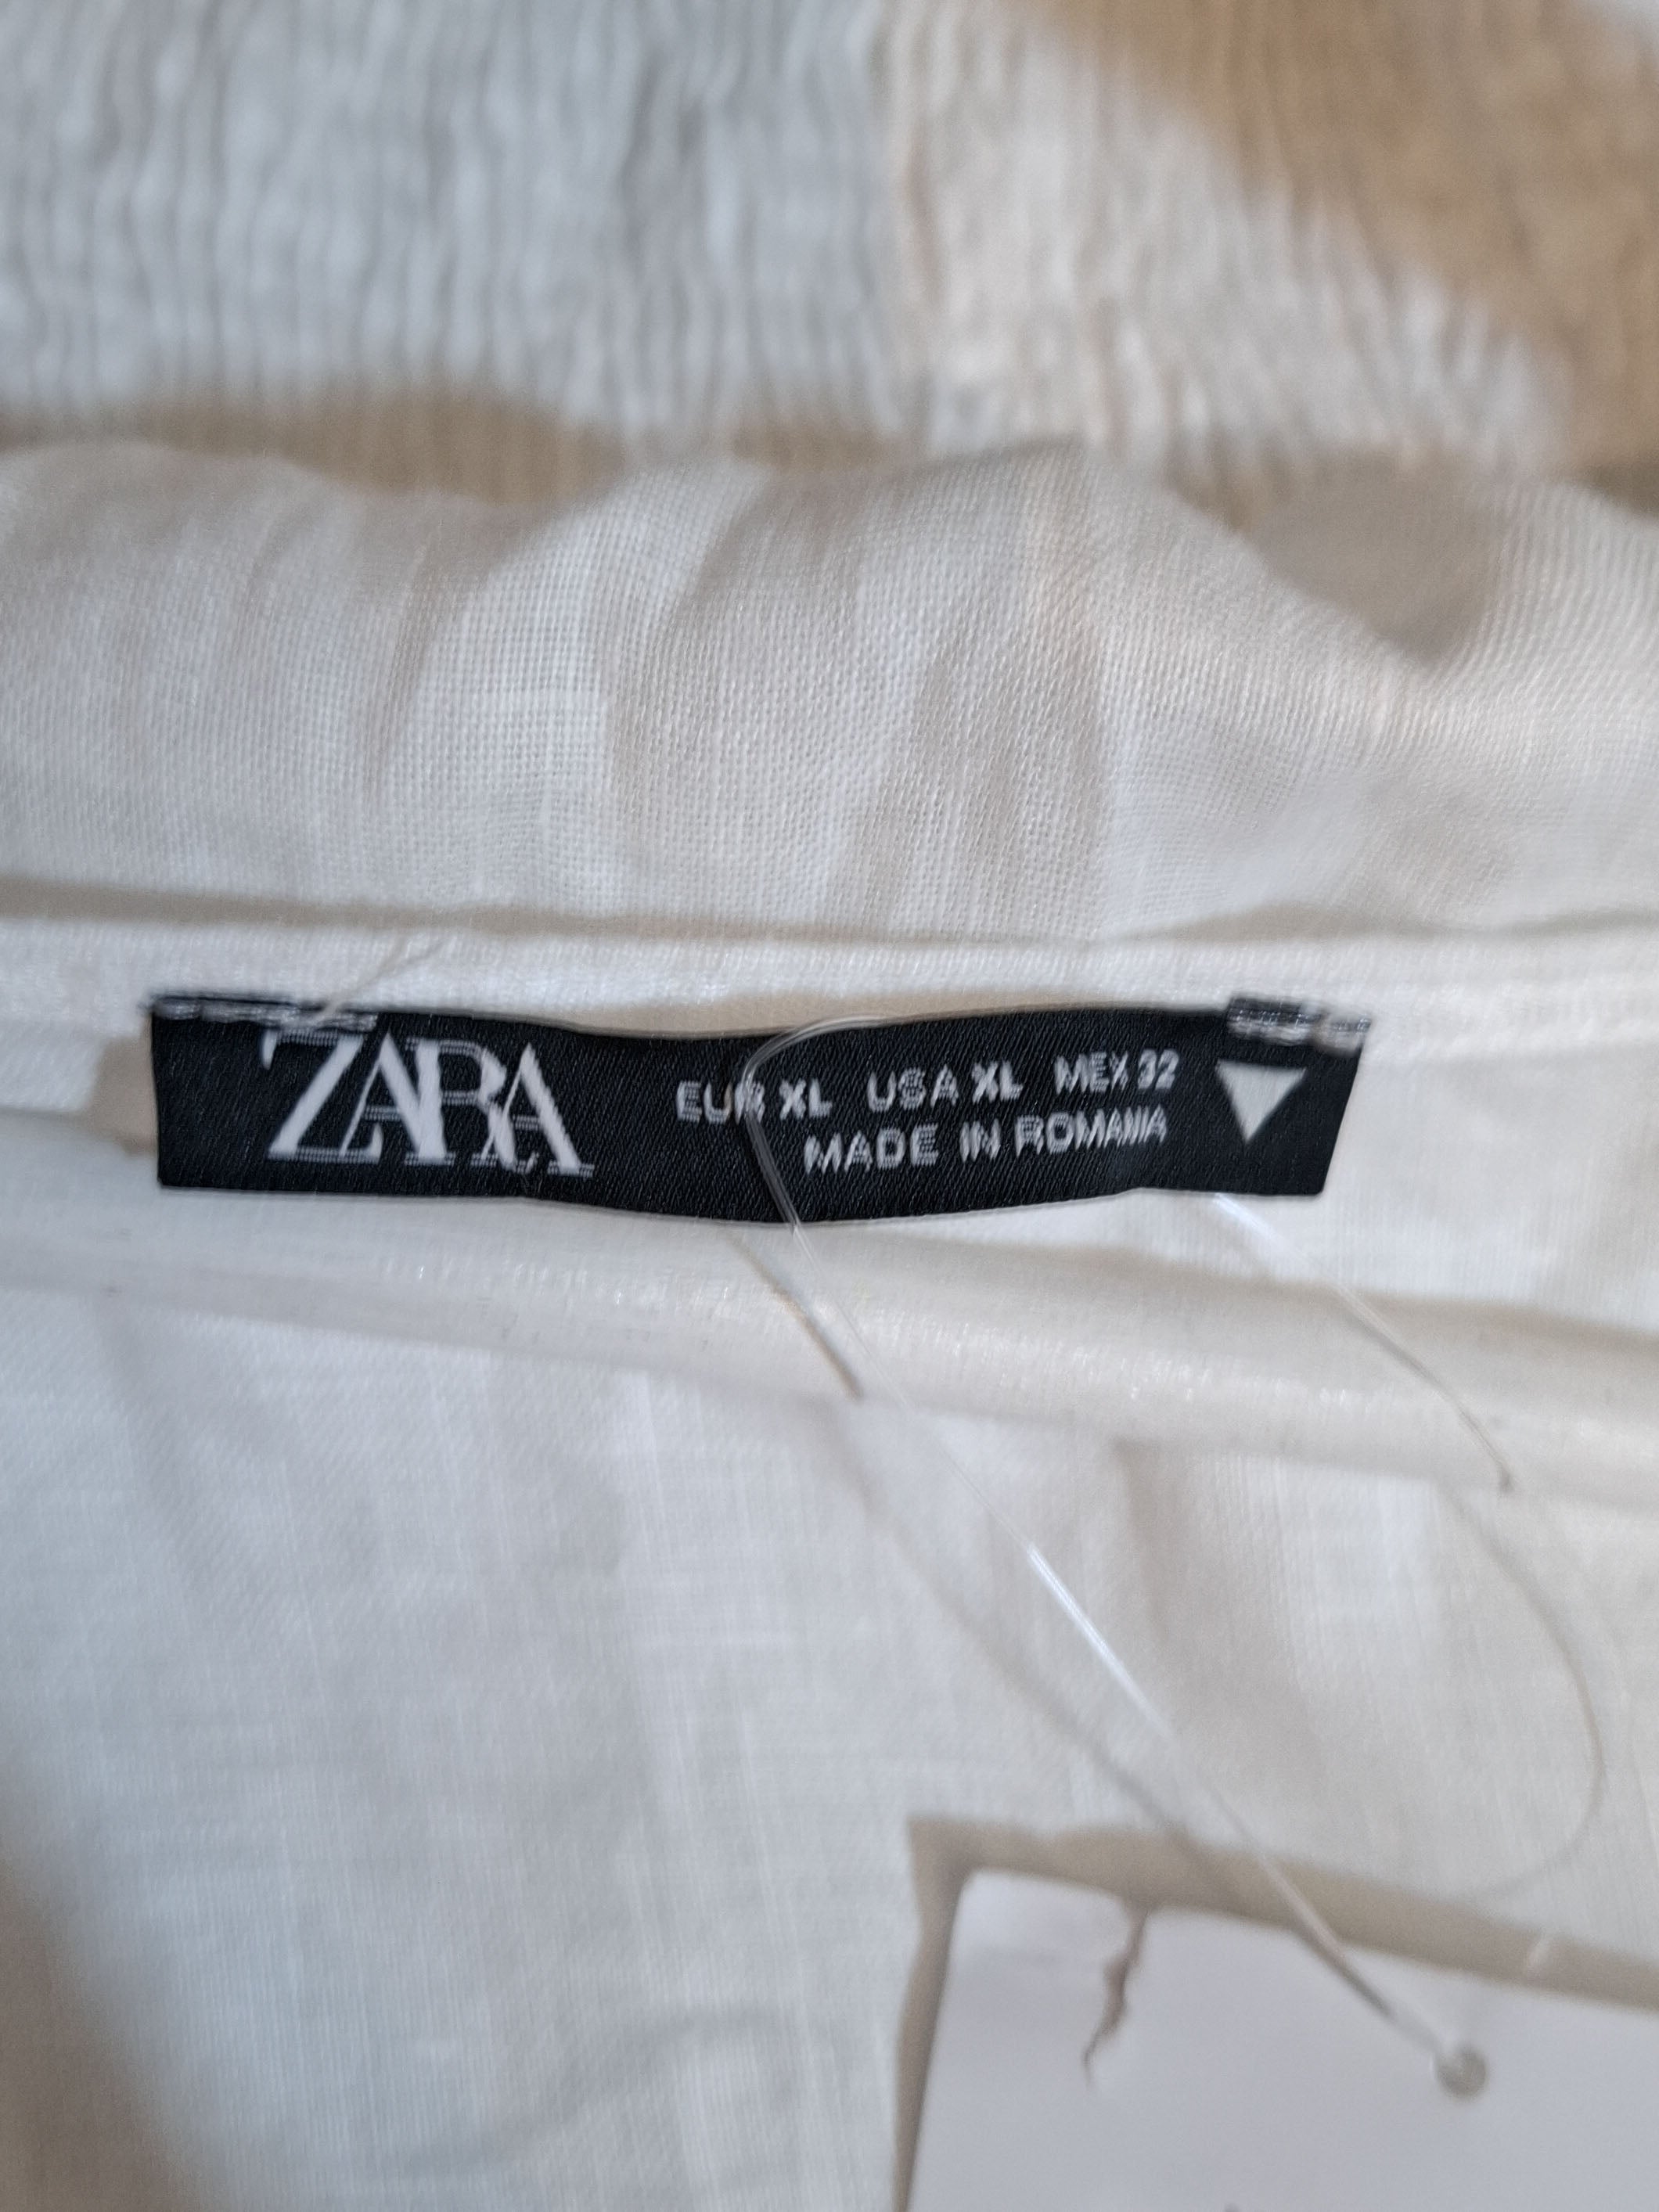 ZARA
EUR XL USA XL MEX 32
MADE IN ROMANIA